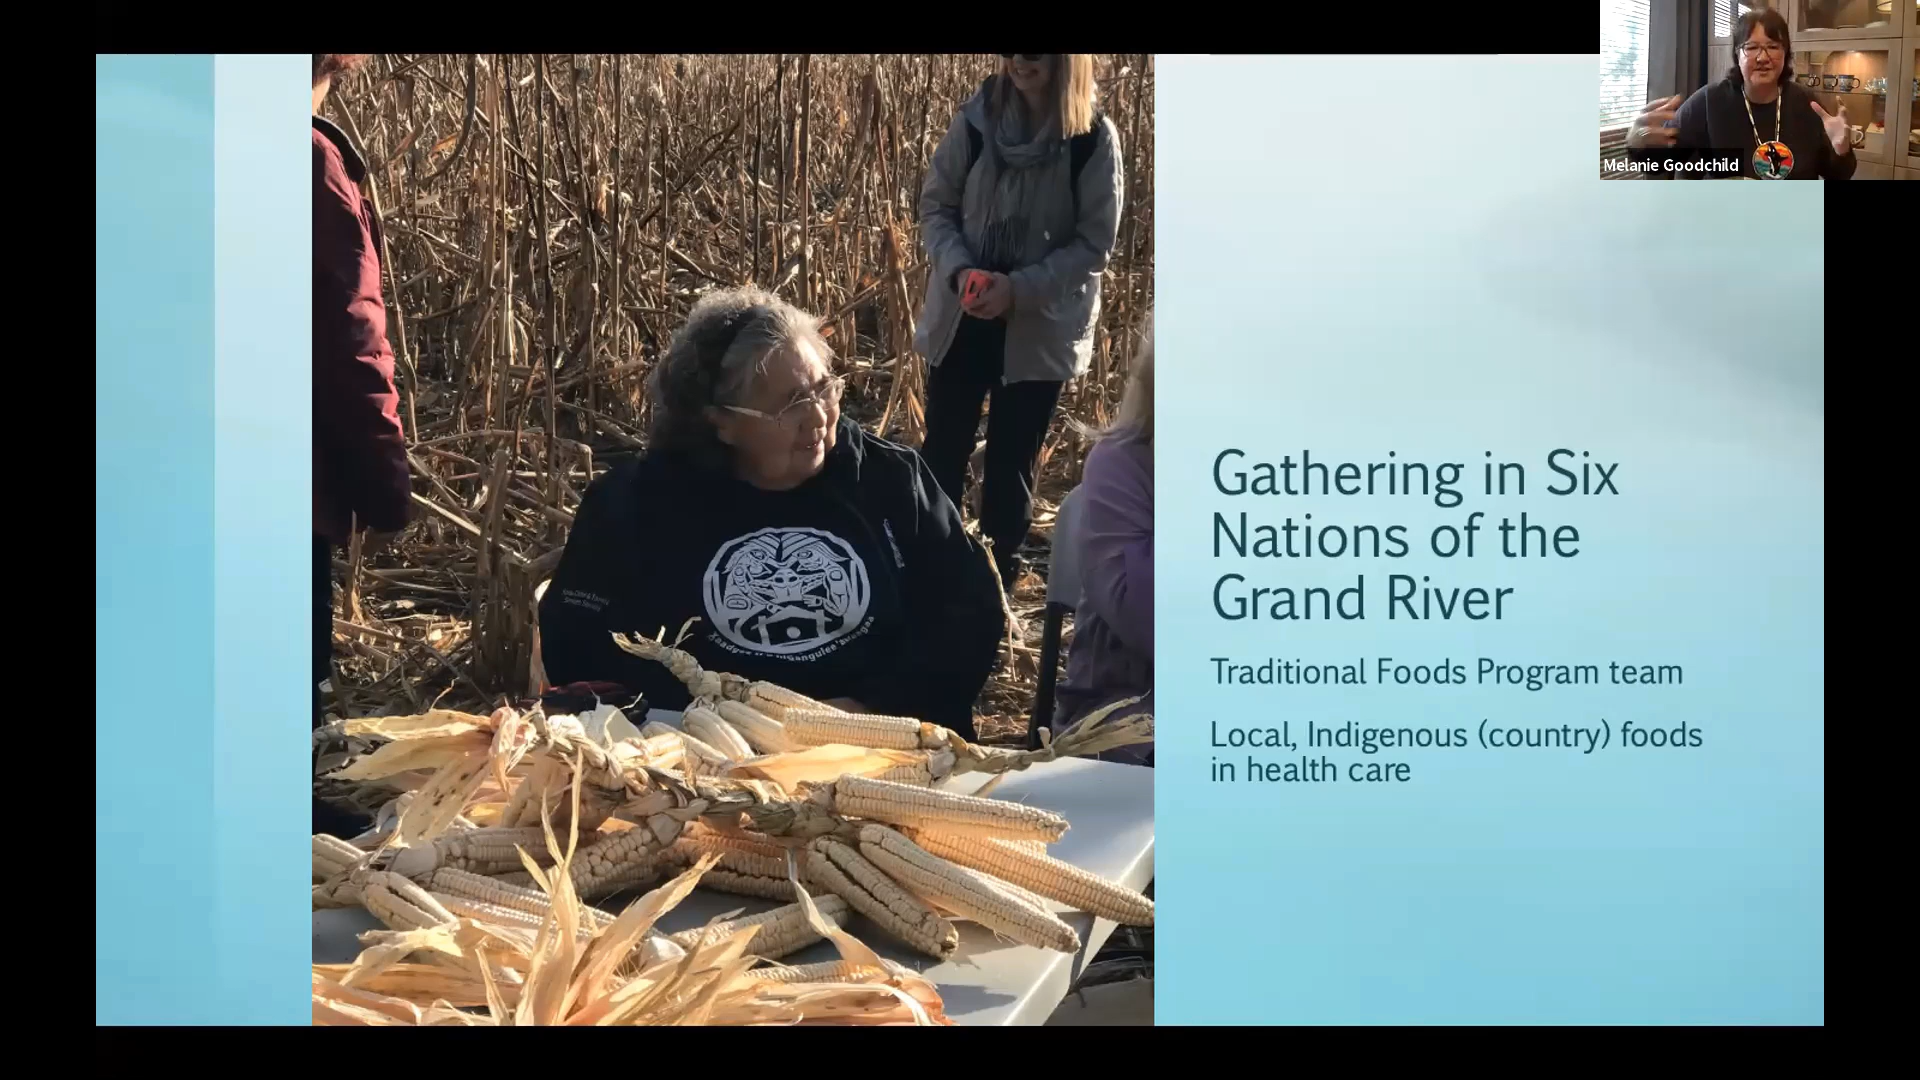 Melanie Goodchild
Gathering in Six
Nations of the
Grand River
Traditional Foods Program team
Local, Indigenous (country) foods
in health care